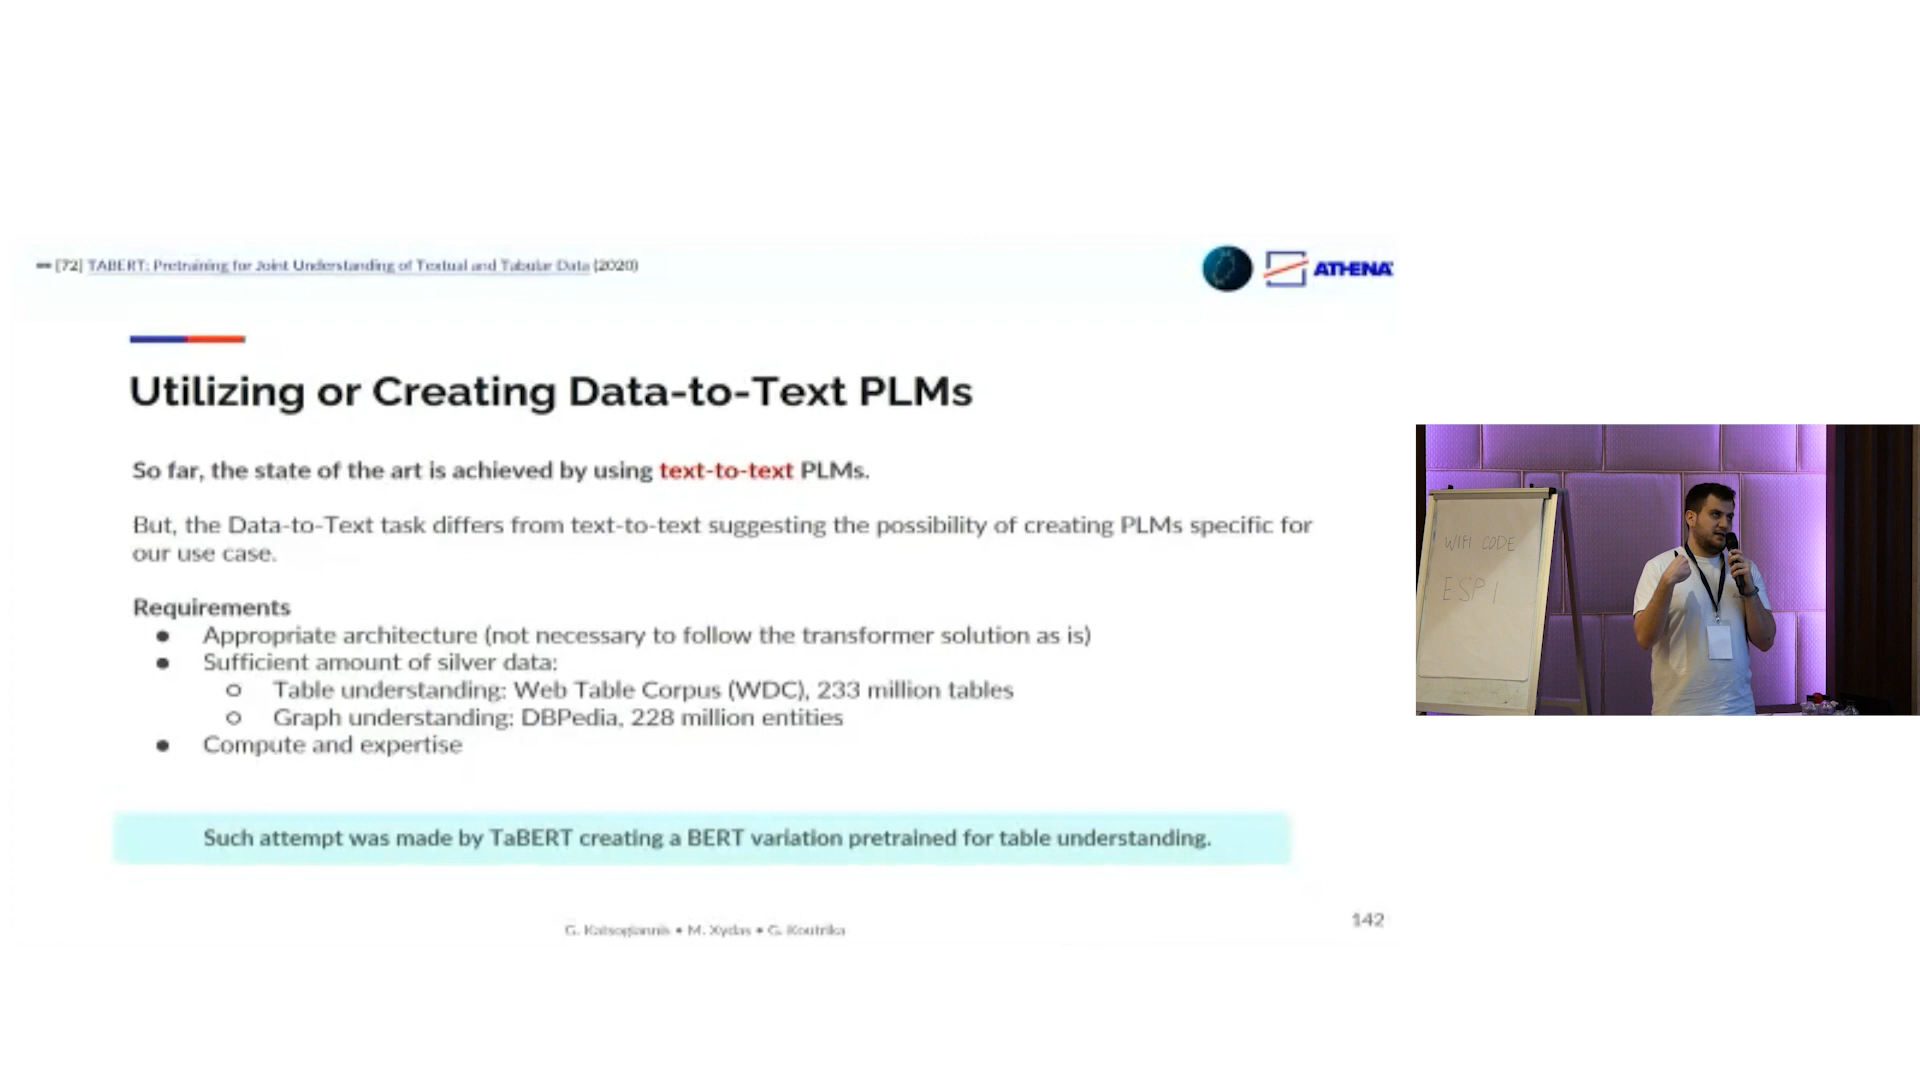 [72] TABERT: Pretraining for Joint Understanding of Textual and Tabular Data (2020)
ATHENA
Utilizing or Creating Data-to-Text PLMs
So far, the state of the art is achieved by using text-to-text PLMs.
But, the Data-to-Text task differs from text-to-text suggesting the possibility of creating PLMs specific for
our use case.
Requirements
● Appropriate architecture (not necessary to follow the transformer solution as is)
● Sufficient amount of silver data:
○ Table understanding: Web Table Corpus (WDC), 233 million tables
○ Graph understanding: DBPedia, 228 million entities
● Compute and expertise
Such attempt was made by TaBERT creating a BERT variation pretrained for table understanding.
G. Katsogiannis • M. Xydas • G. Koutrika
142
WIFI CODE
ESP1